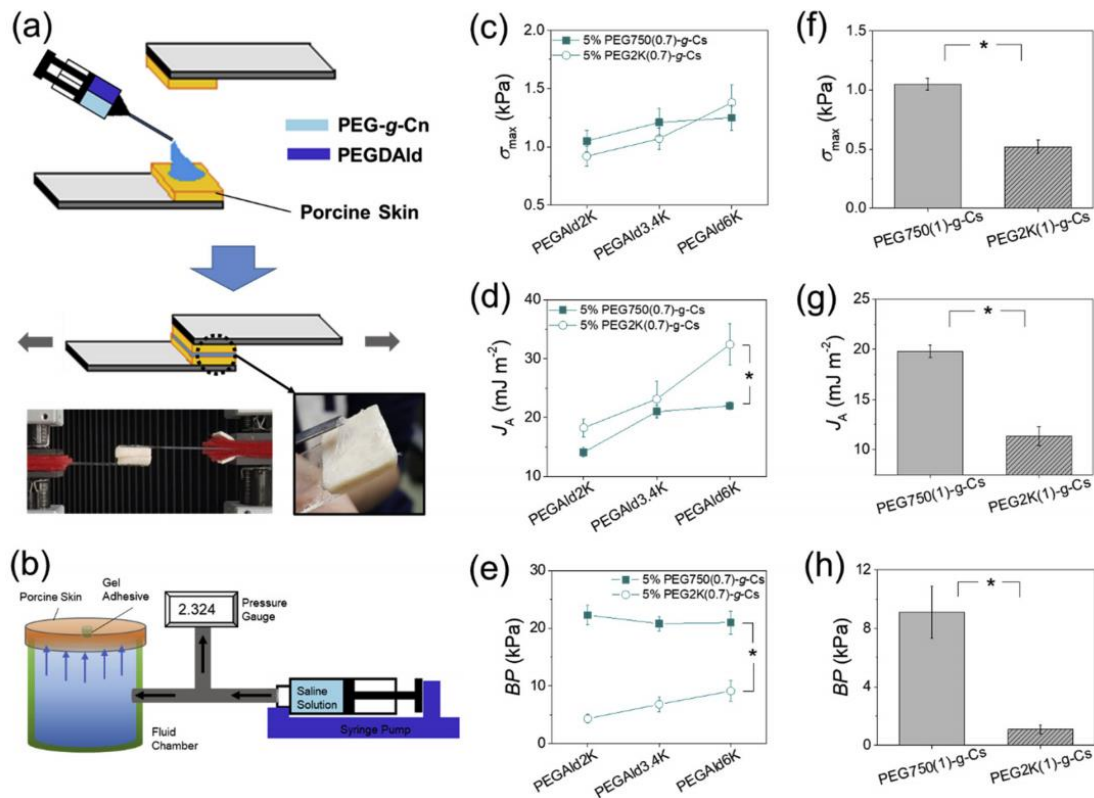 (a)
PEG-g-Cn
PEGDAld
Porcine Skin
(b)
Porcine Skin
Gel
Adhesive
2.324
Pressure
Gauge
Saline
Solution
Syringe Pump
Fluid
Chamber
(c)
5% PEG750(0.7)-g-Cs
5% PEG2K(0.7)-g-Cs
σmax (kPa)
2.0
1.5
1.0
0.5
PEGAld2K
PEGAld3.4K
PEGAld6K
(d)
5% PEG750(0.7)-g-Cs
5% PEG2K(0.7)-g-Cs
JA (mJ m-2)
40
30
20
10
*
PEGAld2K
PEGAld3.4K
PEGAld6K
(e)
5% PEG750(0.7)-g-Cs
5% PEG2K(0.7)-g-Cs
BP (kPa)
30
20
10
0
*
PEGAld2K
PEGAld3.4K
PEGAld6K
(f)
*
σmax (kPa)
1.5
1.0
0.5
0.0
PEG750(1)-g-Cs
PEG2K(1)-g-Cs
(g)
*
JA (mJ m-2)
25
20
15
10
PEG750(1)-g-Cs
PEG2K(1)-g-Cs
(h)
*
BP (kPa)
12
8
4
0
PEG750(1)-g-Cs
PEG2K(1)-g-Cs